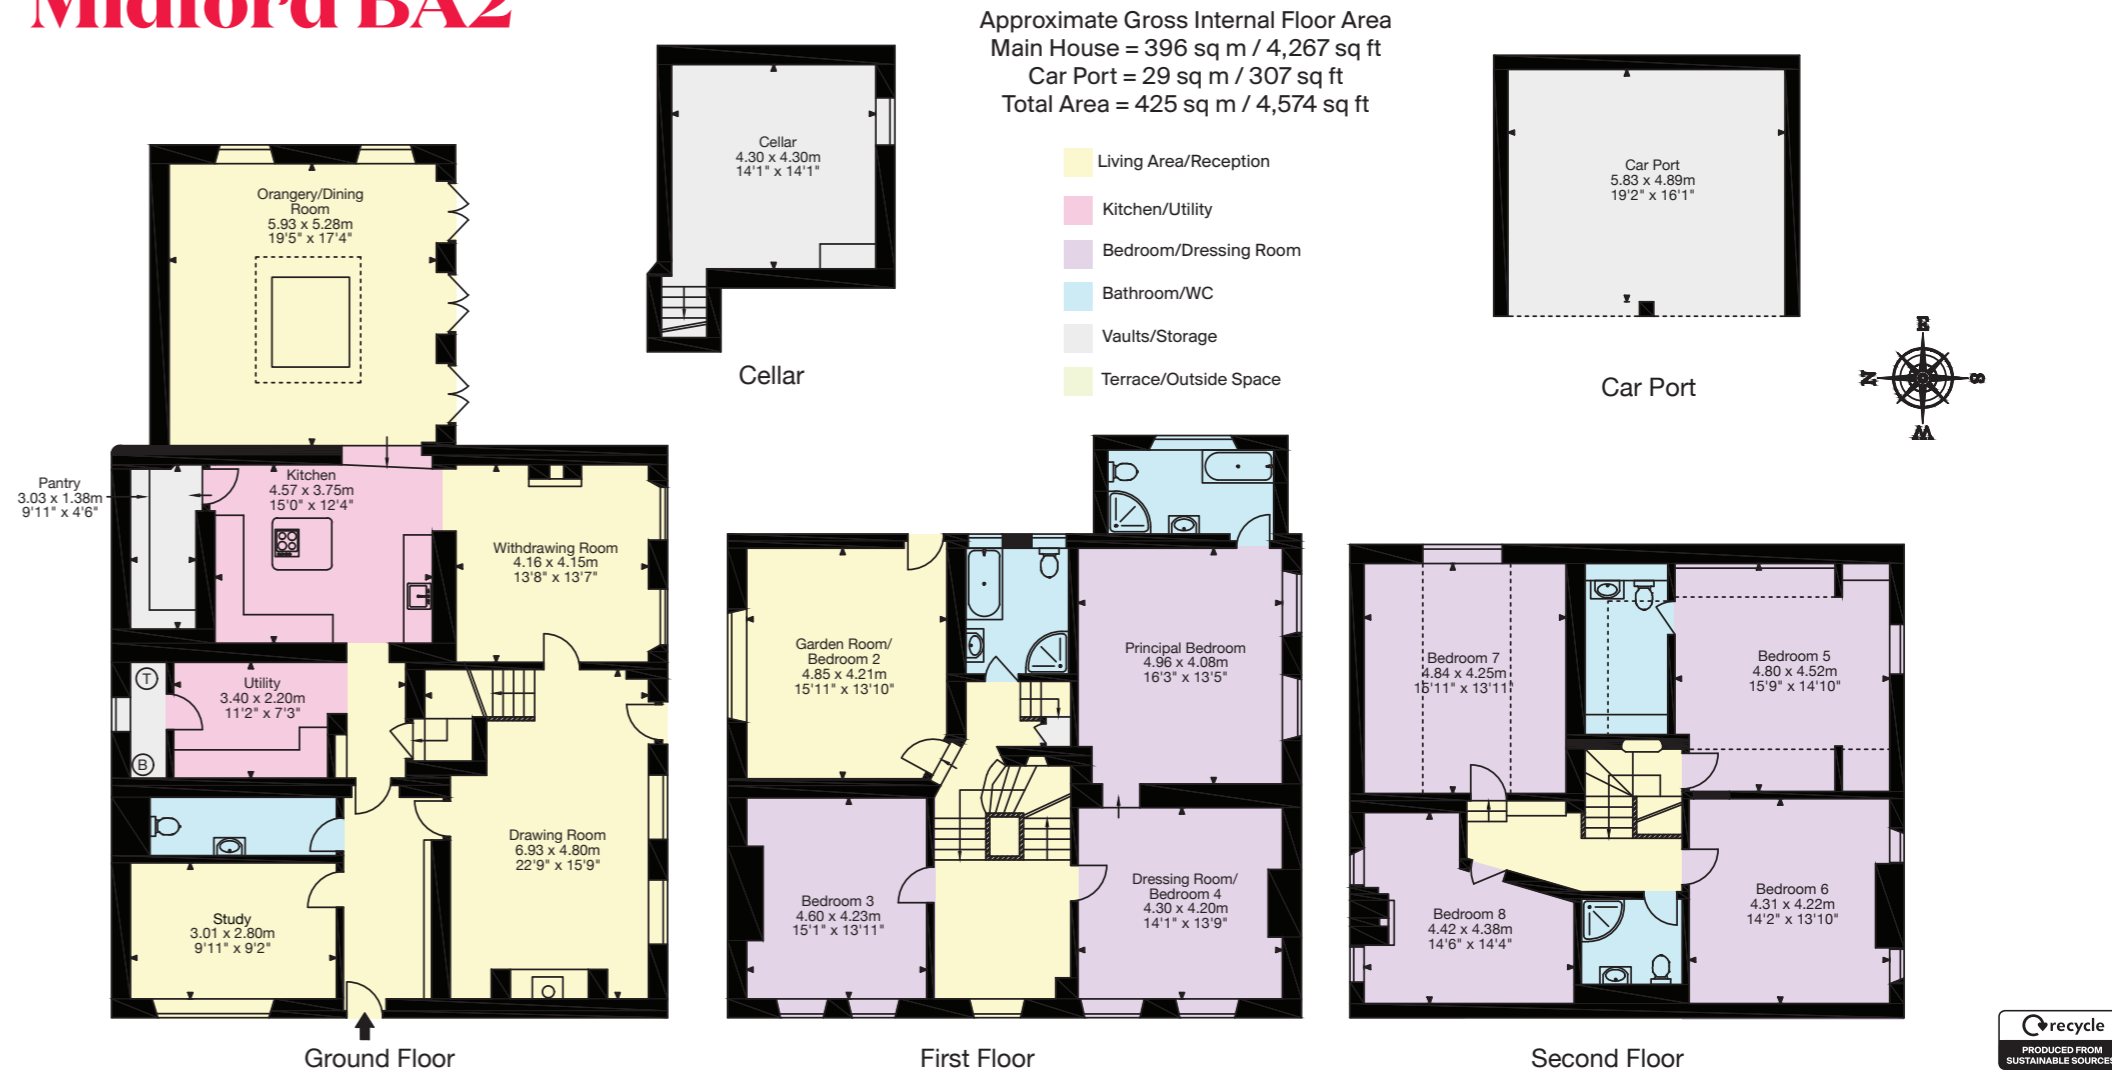 Midford BA2
Approximate Gross Internal Floor Area
Main House = 396 sq m / 4,267 sq ft
Car Port = 29 sq m / 307 sq ft
Total Area = 425 sq m / 4,574 sq ft
Living Area/Reception
Kitchen/Utility
Bedroom/Dressing Room
Bathroom/WC
Vaults/Storage
Terrace/Outside Space
Cellar
4.30 x 4.30m
14'1" x 14'1"
Cellar
Car Port
5.83 x 4.89m
19'2" x 16'1"
Car Port
E
N
S
W
Orangery/Dining
Room
5.93 x 5.28m
19'5" x 17'4"
Pantry
3.03 x 1.38m
9'11" x 4'6"
Kitchen
4.57 x 3.75m
15'0" x 12'4"
Withdrawing Room
4.16 x 4.15m
13'8" x 13'7"
T
Utility
3.40 x 2.20m
11'2" x 7'3"
B
Drawing Room
6.93 x 4.80m
22'9" x 15'9"
Study
3.01 x 2.80m
9'11" x 9'2"
Ground Floor
Garden Room/
Bedroom 2
4.85 x 4.21m
15'11" x 13'10"
Principal Bedroom
4.96 x 4.08m
16'3" x 13'5"
Bedroom 3
4.60 x 4.23m
15'1" x 13'11"
Dressing Room/
Bedroom 4
4.30 x 4.20m
14'1" x 13'9"
First Floor
Bedroom 7
4.84 x 4.25m
15'11" x 13'11"
Bedroom 5
4.80 x 4.52m
15'9" x 14'10"
Bedroom 8
4.42 x 4.38m
14'6" x 14'4"
Bedroom 6
4.31 x 4.22m
14'2" x 13'10"
Second Floor
recycle
PRODUCED FROM
SUSTAINABLE SOURCES